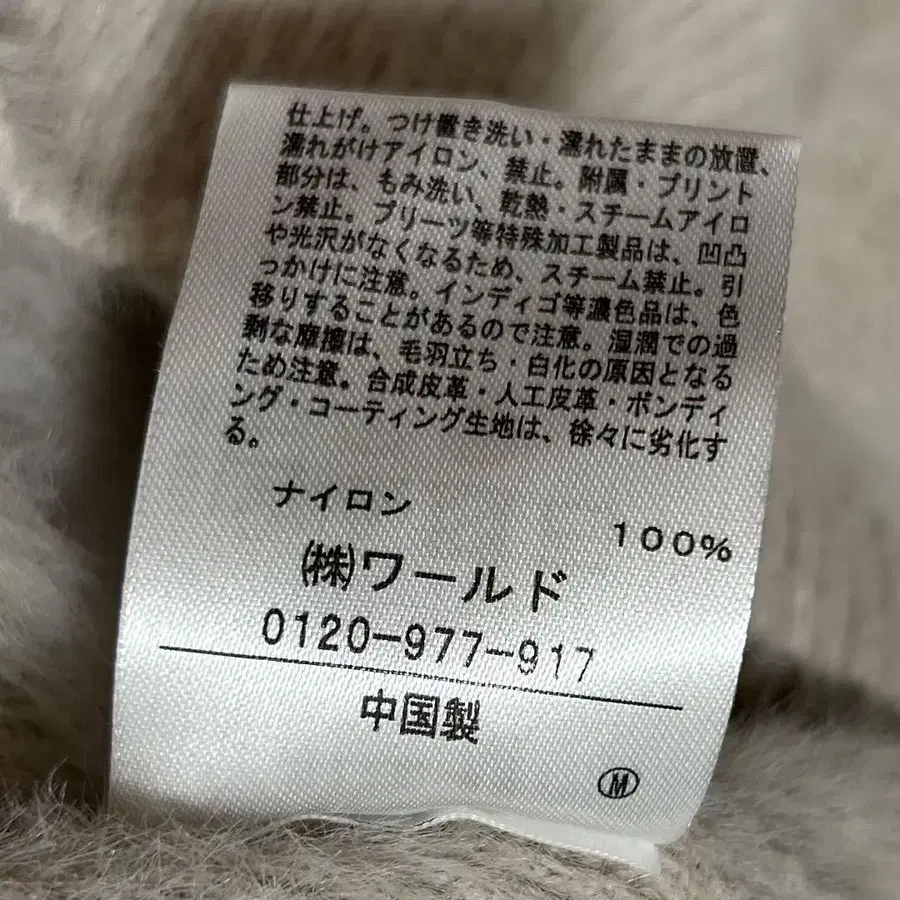 仕上げ。つけ置き洗い・濡れたままの放置、
濡れがけアイロン、禁止。附属・プリント
部分は、もみ洗い、乾熱・スチームアイロ
ン禁止。プリーツ等特殊加工製品は、凹凸
や光沢がなくなるため、スチーム禁止。引
っかけに注意。インディゴ等濃色品は、色
移りすることがあるので注意。湿潤での過
剰な摩擦は、毛羽立ち・白化の原因となる
ため注意。合成皮革・人工皮革・ボンディ
ング・コーティング生地は、徐々に劣化す
る。
ナイロン 100%
㈱ワールド
0120-977-917
中国製
Ⓜ